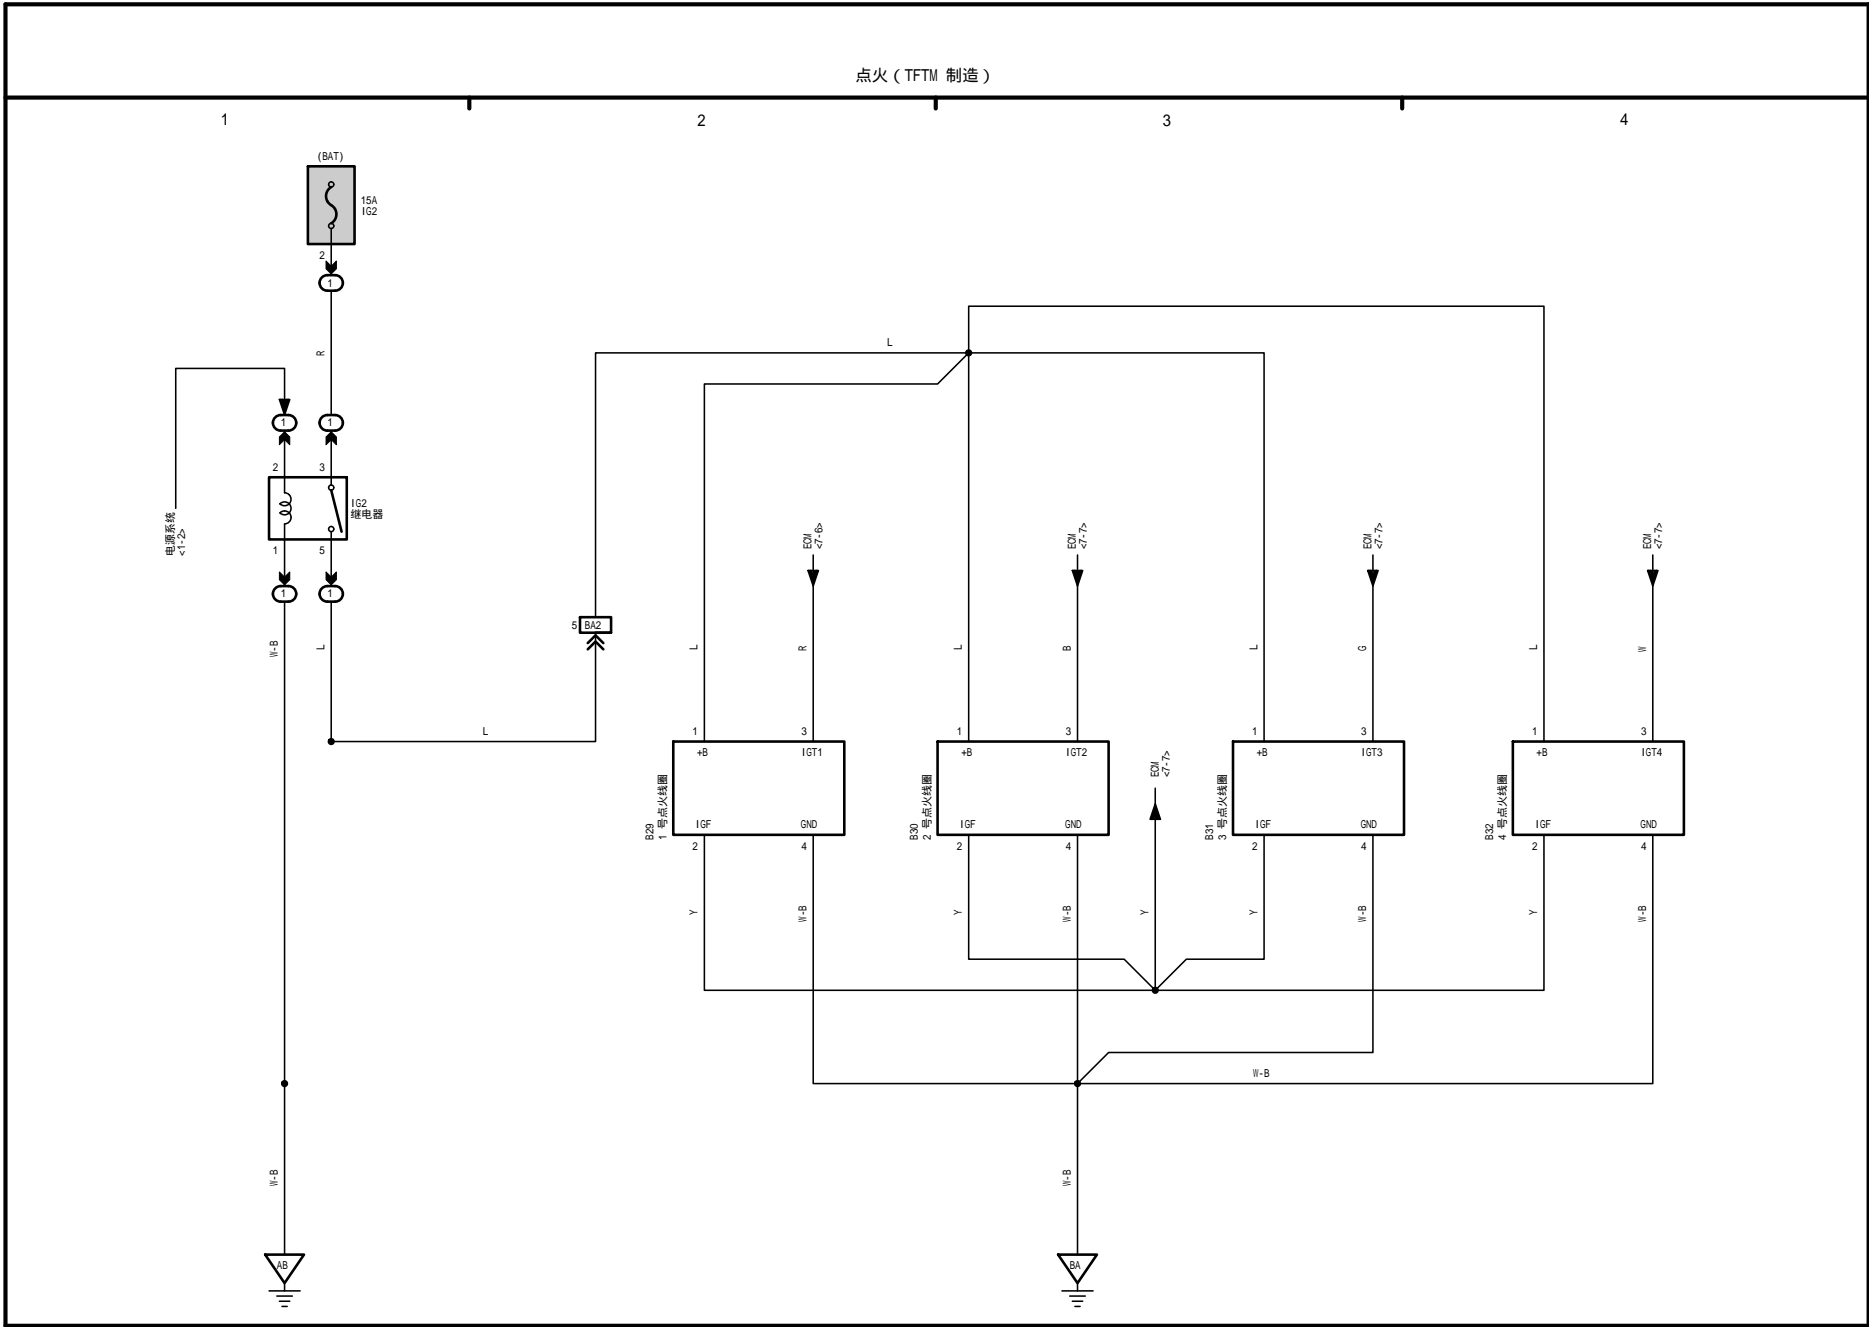 点火(TFTM 制造)
1
2
3
4
(BAT)
15A
IG2
2
1
R
L
1
1
2
3
IG2
继电器
电源系统
<1-2>
1
5
1
1
W-B
L
L
5
BA2
ECM
<7-6>
ECM
<7-7>
ECM
<7-7>
ECM
<7-7>
L
R
L
B
L
G
L
W
1
3
1
3
1
3
1
3
+B
IGT1
+B
IGT2
+B
IGT3
+B
IGT4
ECM
<7-7>
B29
1 号点火线圈
B30
2 号点火线圈
B31
3 号点火线圈
B32
4 号点火线圈
IGF
GND
IGF
GND
IGF
GND
IGF
GND
2
4
2
4
2
4
2
4
Y
W-B
Y
W-B
Y
Y
W-B
Y
W-B
W-B
W-B
W-B
AB
BA